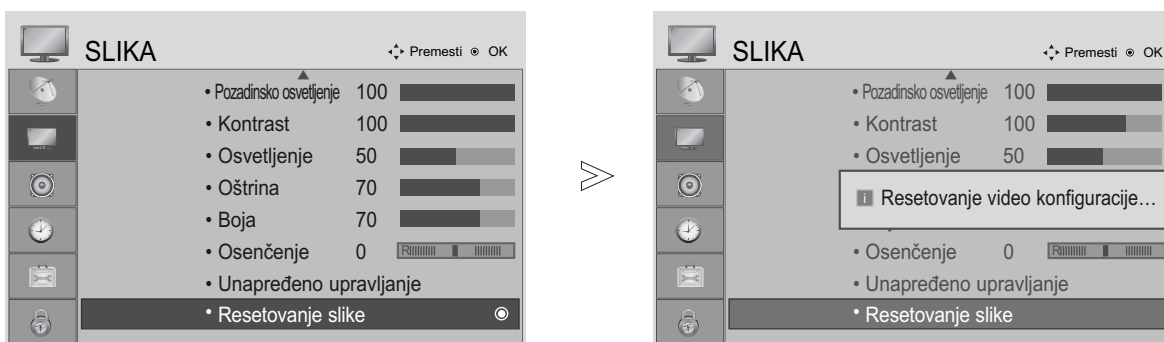 SLIKA Premesti OK
• Pozadinsko osvetljenje 100
• Kontrast 100
• Osvetljenje 50
• Oštrina 70
• Boja 70
• Osenčenje 0 R
• Unapređeno upravljanje
• Resetovanje slike
SLIKA Premesti OK
• Pozadinsko osvetljenje 100
• Kontrast 100
• Osvetljenje 50
i Resetovanje video konfiguracije...
• Osenčenje 0 R
• Unapređeno upravljanje
• Resetovanje slike